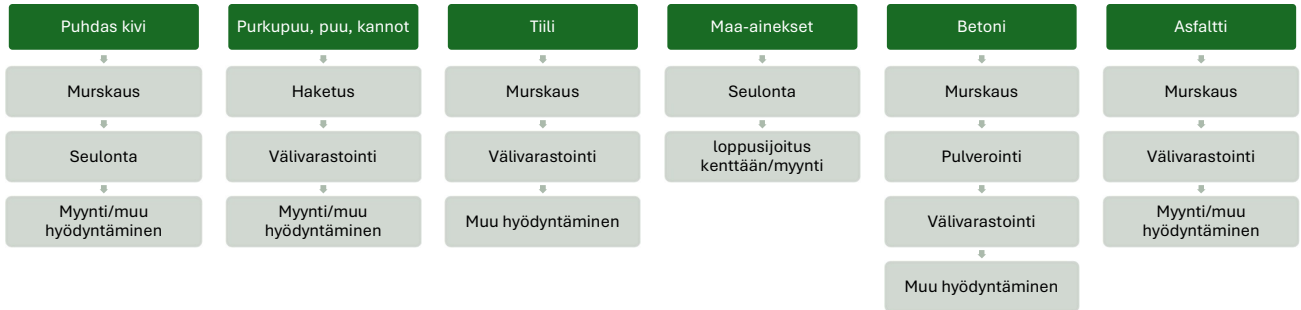 Puhdas kivi
Murskaus
Seulonta
Myynti/muu
hyödyntäminen
Purkupuu, puu, kannot
Haketus
Välivarastointi
Myynti/muu
hyödyntäminen
Tiili
Murskaus
Välivarastointi
Muu hyödyntäminen
Maa-ainekset
Seulonta
loppusijoitus
kenttään/myynti
Betoni
Murskaus
Pulverointi
Välivarastointi
Muu hyödyntäminen
Asfaltti
Murskaus
Välivarastointi
Myynti/muu
hyödyntäminen